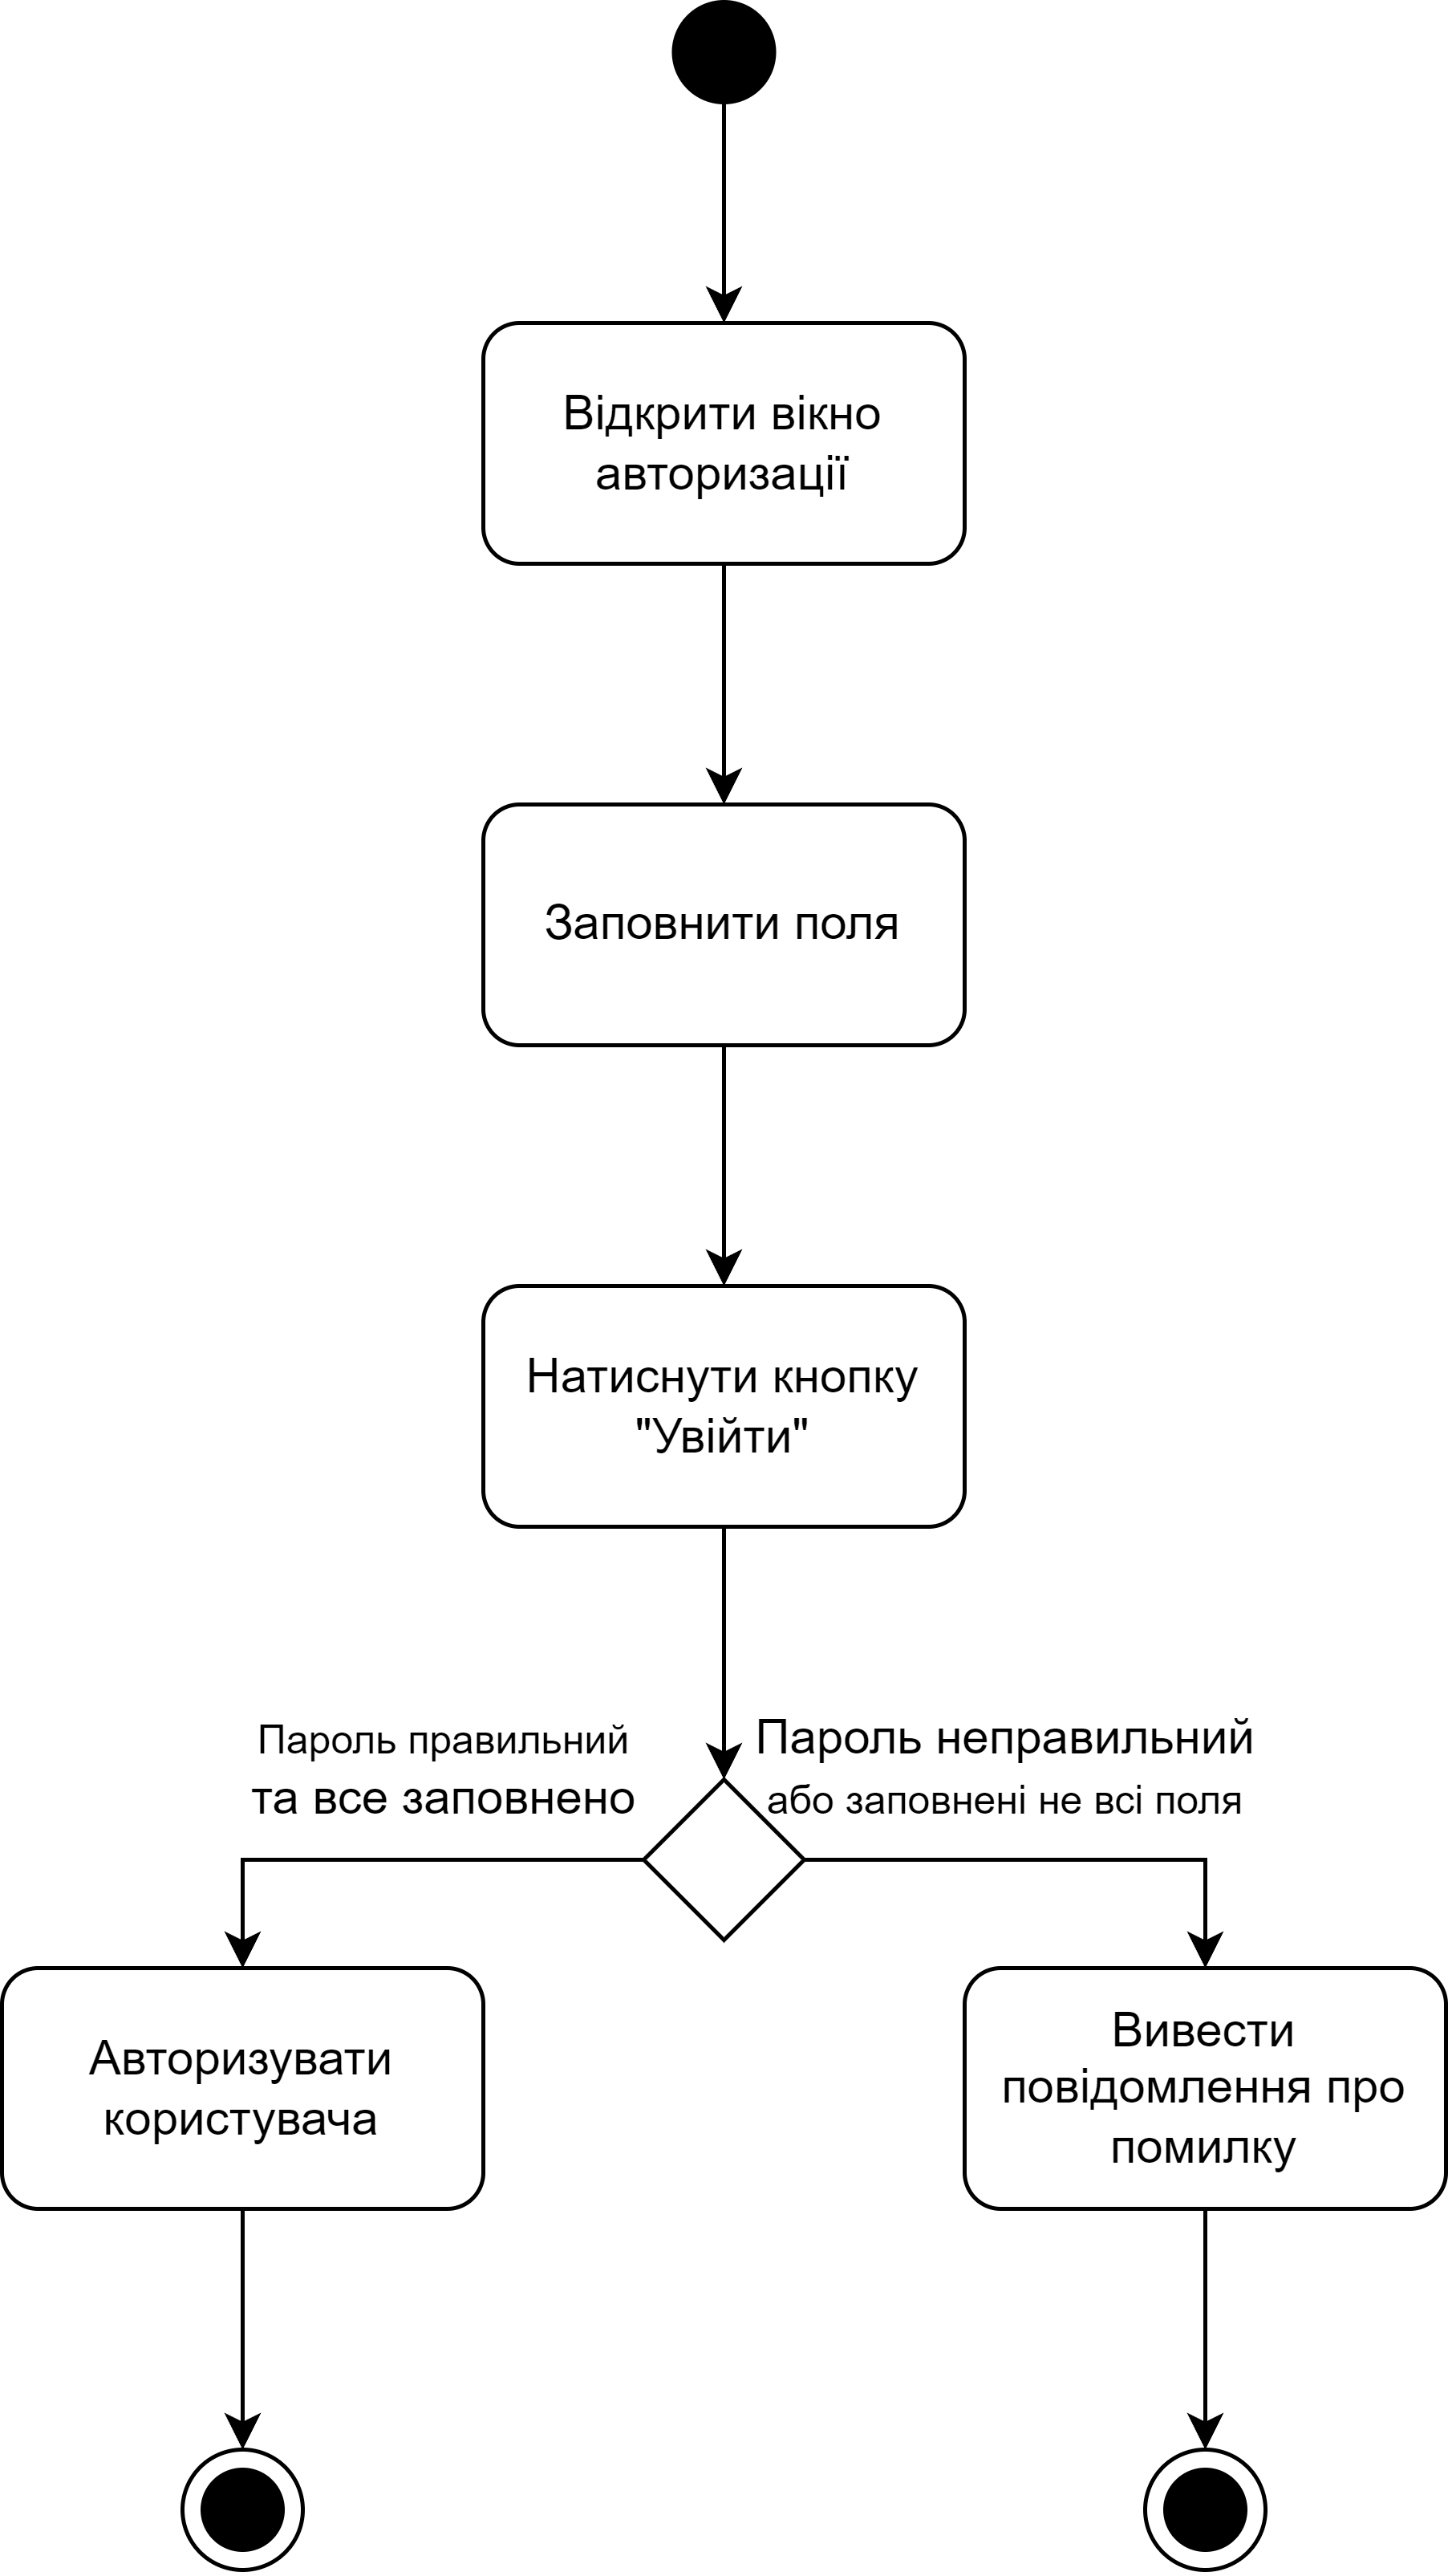 Відкрити вікно
авторизації
Заповнити поля
Натиснути кнопку
"Увійти"
Пароль правильний
та все заповнено
Пароль неправильний
або заповнені не всі поля
Авторизувати
користувача
Вивести
повідомлення про
помилку